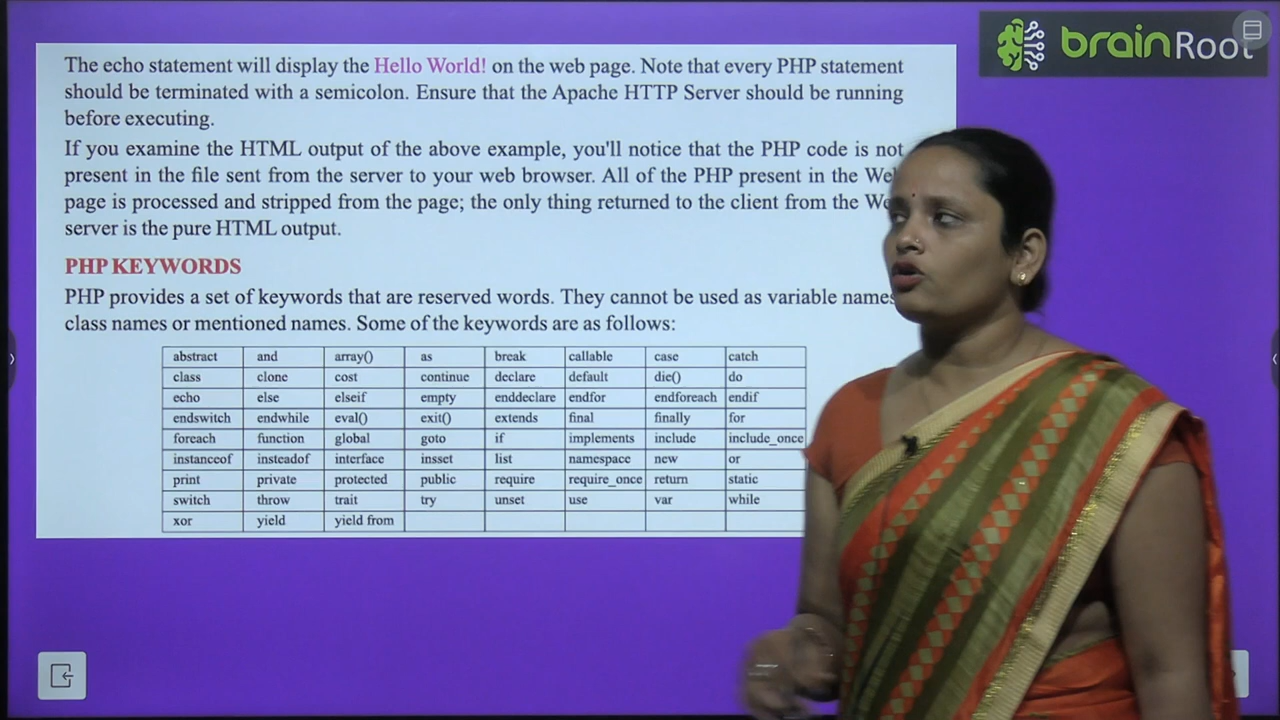 brainRoot
The echo statement will display the Hello World! on the web page. Note that every PHP statement
should be terminated with a semicolon. Ensure that the Apache HTTP Server should be running
before executing.
If you examine the HTML output of the above example, you'll notice that the PHP code is not
present in the file sent from the server to your web browser. All of the PHP present in the
page is processed and stripped from the page; the only thing returned to the client from the
server is the pure HTML output.
PHP KEYWORDS
PHP provides a set of keywords that are reserved words. They cannot be used as variable names
class names or mentioned names. Some of the keywords are as follows:
abstract and array() as break callable case catch
class clone cost continue declare default die() do
echo else elseif empty enddeclare endfor endforeach endif
endswitch endwhile eval() exit() extends final finally for
foreach function global goto if implements include include_once
instanceof insteadof interface insset list namespace new or
print private protected public require require_once return static
switch throw trait try unset use var while
xor yield yield from